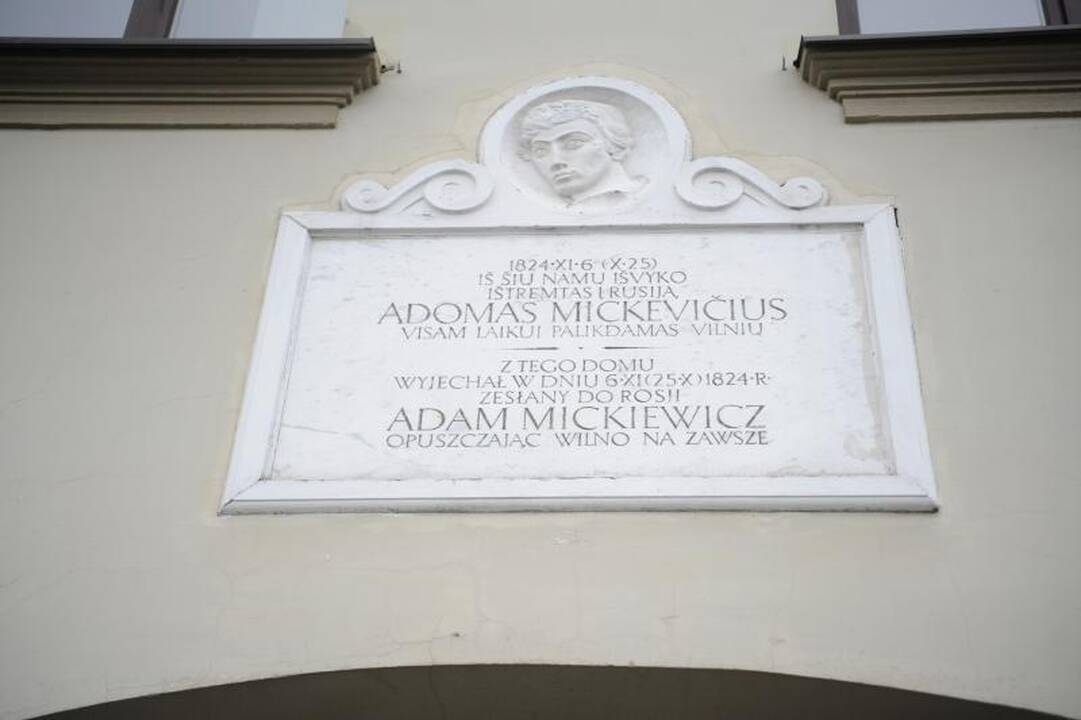 1824·XI·6 (X·25)
IŠ ŠIŲ NAMŲ IŠVYKO
IŠTREMTAS Į RUSIJĄ
ADOMAS MICKEVIČIUS
VISAM LAIKUI PALIKDAMAS VILNIŲ
Z TEGO DOMU
WYJECHAŁ W DNIU 6·XI(25·X)1824·R·
ZESŁANY DO ROSJI
ADAM MICKIEWICZ
OPUSZCZAJĄC WILNO NA ZAWSZE